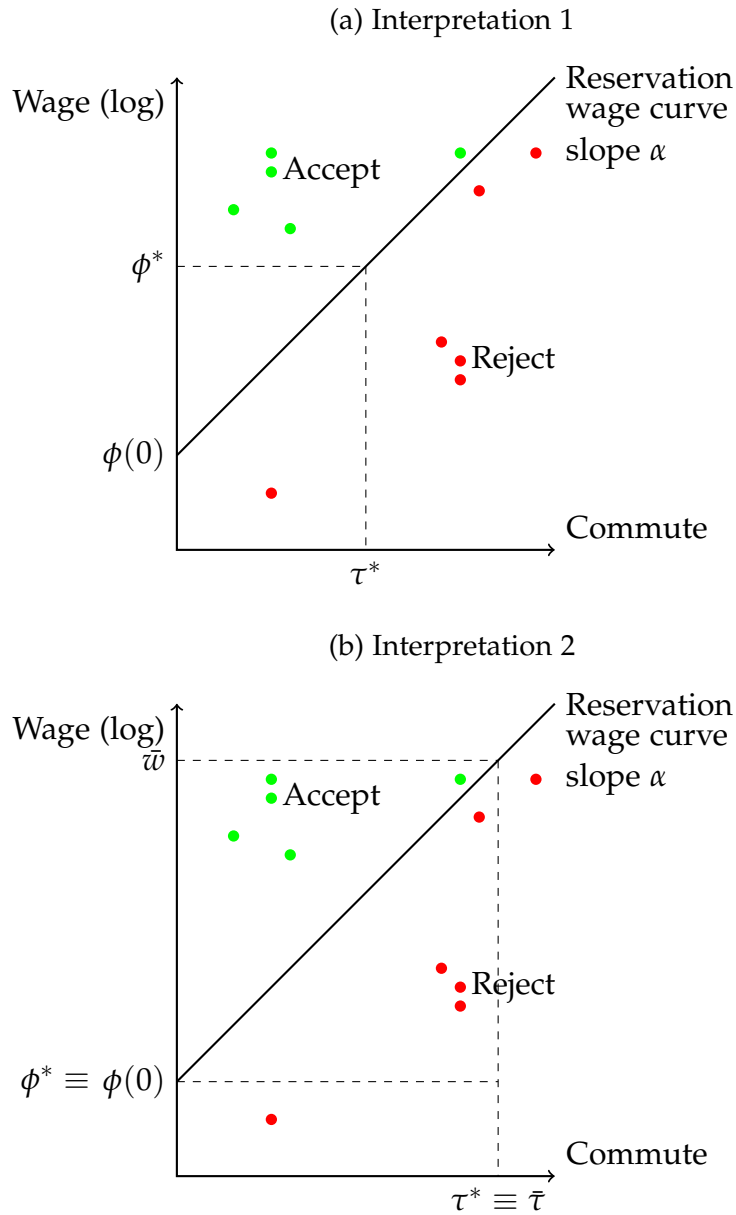 (a) Interpretation 1
Wage (log)
Reservation
wage curve
slope α
Accept
ϕ*
Reject
ϕ(0)
Commute
τ*
(b) Interpretation 2
Wage (log)
Reservation
wage curve
w̄
slope α
Accept
Reject
ϕ* ≡ ϕ(0)
Commute
τ* ≡ τ̄